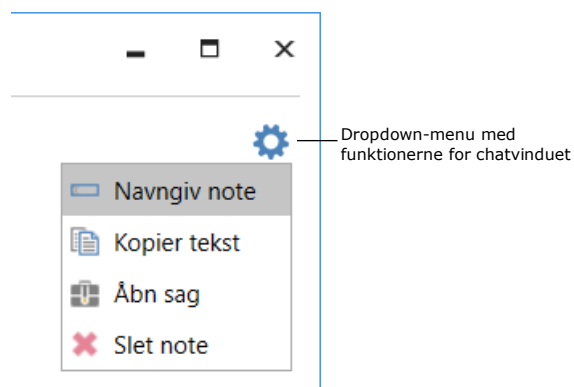 Dropdown-menu med
funktionerne for chatvinduet
Navngiv note
Kopier tekst
Åbn sag
Slet note